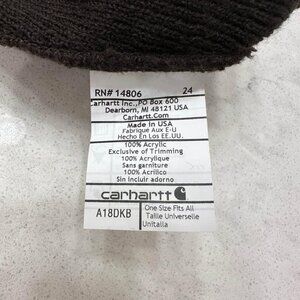 RN# 14806 24
Carhartt Inc.,PO Box 600
Dearborn, MI 48121 USA
Carhartt.Com
Made In USA
Fabriqué Aux E-U
Hecho En Los EE.UU.
100% Acrylic
Exclusive of Trimming
100% Acrylique
Sans garniture
100% Acrílico
Sin incluir adorno
carhartt
A18DKB
One Size Fits All
Taille Universelle
Unitalla